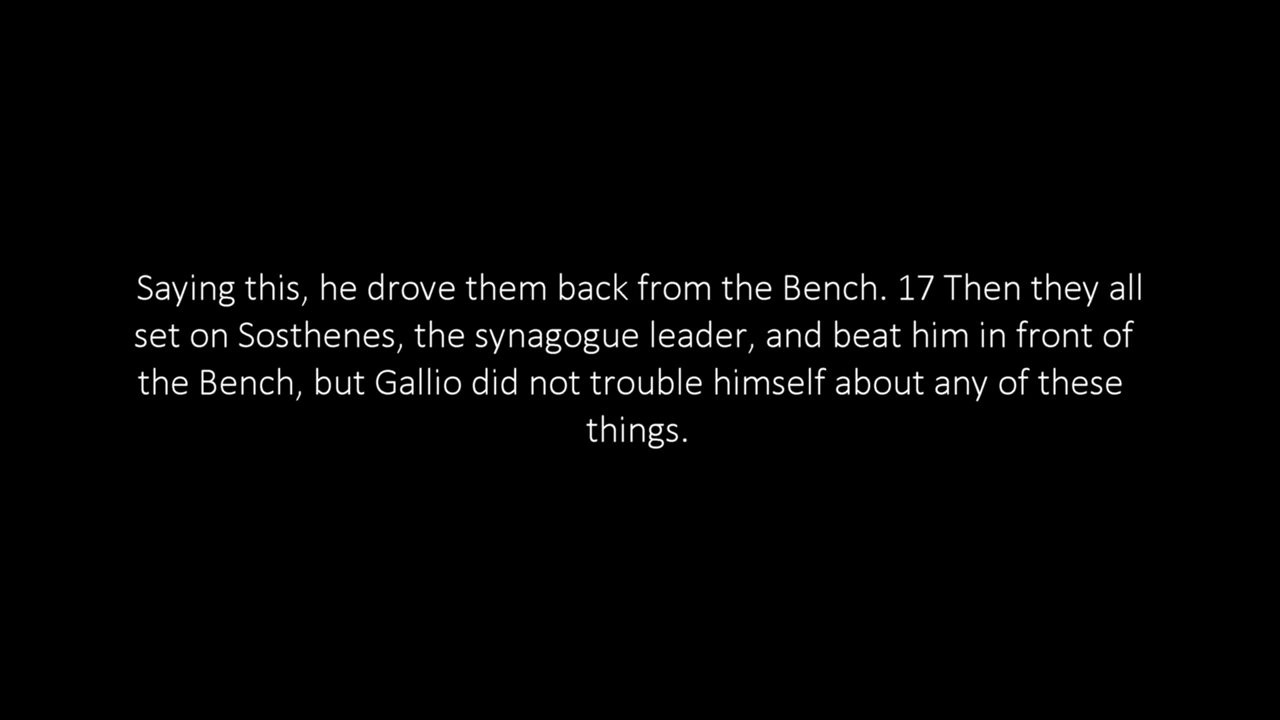 Saying this, he drove them back from the Bench. 17 Then they all
set on Sosthenes, the synagogue leader, and beat him in front of
the Bench, but Gallio did not trouble himself about any of these
things.